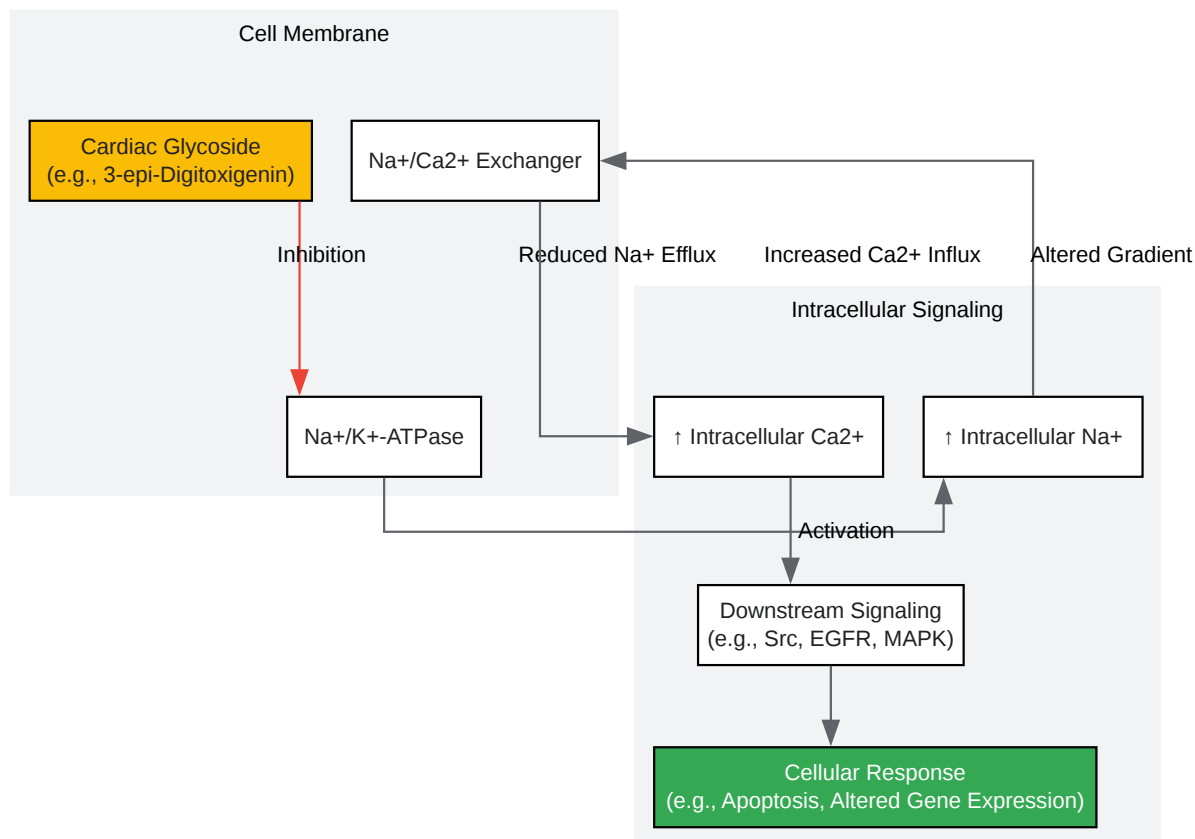 Cell Membrane
Cardiac Glycoside
(e.g., 3-epi-Digitoxigenin)
Na+/Ca2+ Exchanger
Inhibition
Reduced Na+ Efflux
Increased Ca2+ Influx
Altered Gradient
Intracellular Signaling
Na+/K+-ATPase
↑ Intracellular Ca2+
↑ Intracellular Na+
Activation
Downstream Signaling
(e.g., Src, EGFR, MAPK)
Cellular Response
(e.g., Apoptosis, Altered Gene Expression)